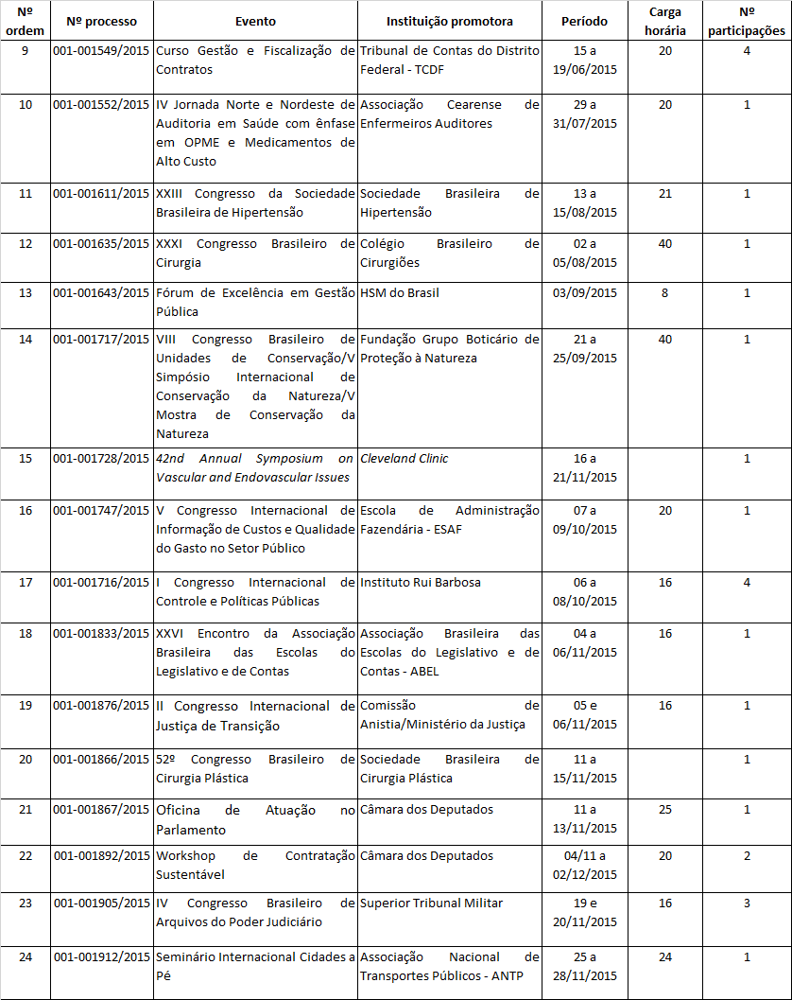 Nº ordem Nº processo Evento Instituição promotora Período Carga horária Nº participações
9 001-001549/2015 Curso Gestão e Fiscalização de Tribunal de Contas do Distrito 15 a 20 4
Contratos Federal - TCDF 19/06/2015
10 001-001552/2015 IV Jornada Norte e Nordeste de Associação Cearense de 29 a 20 1
Auditoria em Saúde com ênfase Enfermeiros Auditores 31/07/2015
em OPME e Medicamentos de
Alto Custo
11 001-001611/2015 XXIII Congresso da Sociedade Sociedade Brasileira de 13 a 21 1
Brasileira de Hipertensão Hipertensão 15/08/2015
12 001-001635/2015 XXXI Congresso Brasileiro de Colégio Brasileiro de 02 a 40 1
Cirurgia Cirurgiões 05/08/2015
13 001-001643/2015 Fórum de Excelência em Gestão HSM do Brasil 03/09/2015 8 1
Pública
14 001-001717/2015 VIII Congresso Brasileiro de Fundação Grupo Boticário de 21 a 40 1
Unidades de Conservação/V Proteção à Natureza 25/09/2015
Simpósio Internacional de
Conservação da Natureza/V
Mostra de Conservação da
Natureza
15 001-001728/2015 42nd Annual Symposium on Cleveland Clinic 16 a 1
Vascular and Endovascular Issues 21/11/2015
16 001-001747/2015 V Congresso Internacional de Escola de Administração 07 a 20 1
Informação de Custos e Qualidade Fazendária - ESAF 09/10/2015
do Gasto no Setor Público
17 001-001716/2015 I Congresso Internacional de Instituto Rui Barbosa 06 a 16 4
Controle e Políticas Públicas 08/10/2015
18 001-001833/2015 XXVI Encontro da Associação Associação Brasileira das 04 a 16 1
Brasileira das Escolas do Escolas do Legislativo e de 06/11/2015
Legislativo e de Contas Contas - ABEL
19 001-001876/2015 II Congresso Internacional de Comissão de 05 e 16 1
Justiça de Transição Anistia/Ministério da Justiça 06/11/2015
20 001-001866/2015 52º Congresso Brasileiro de Sociedade Brasileira de 11 a 1
Cirurgia Plástica Cirurgia Plástica 15/11/2015
21 001-001867/2015 Oficina de Atuação no Câmara dos Deputados 11 a 25 1
Parlamento 13/11/2015
22 001-001892/2015 Workshop de Contratação Câmara dos Deputados 04/11 a 20 2
Sustentável 02/12/2015
23 001-001905/2015 IV Congresso Brasileiro de Superior Tribunal Militar 19 e 16 3
Arquivos do Poder Judiciário 20/11/2015
24 001-001912/2015 Seminário Internacional Cidades a Associação Nacional de 25 a 24 1
Pé Transportes Públicos - ANTP 28/11/2015